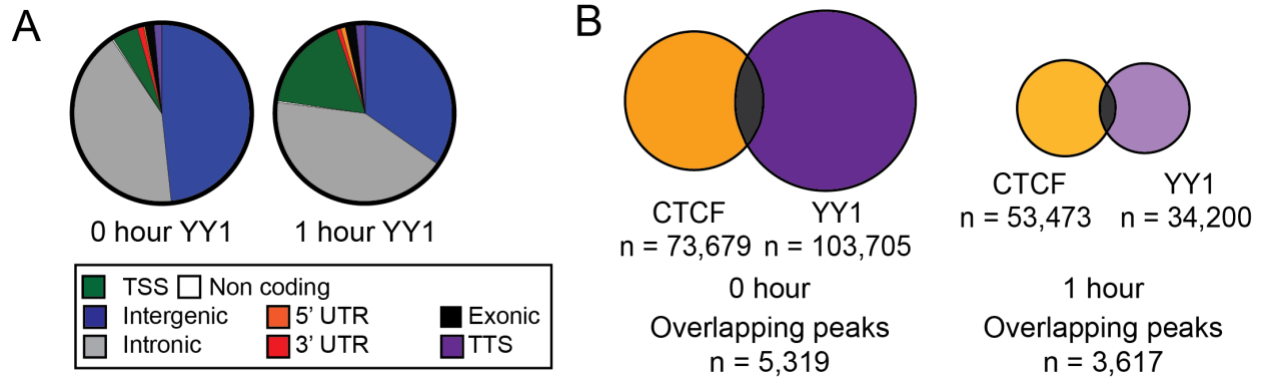 A
0 hour YY1
1 hour YY1
TSS
Non coding
Intergenic
5’ UTR
Exonic
Intronic
3’ UTR
TTS
B
CTCF
YY1
n = 73,679
n = 103,705
0 hour
Overlapping peaks
n = 5,319
CTCF
YY1
n = 53,473
n = 34,200
1 hour
Overlapping peaks
n = 3,617